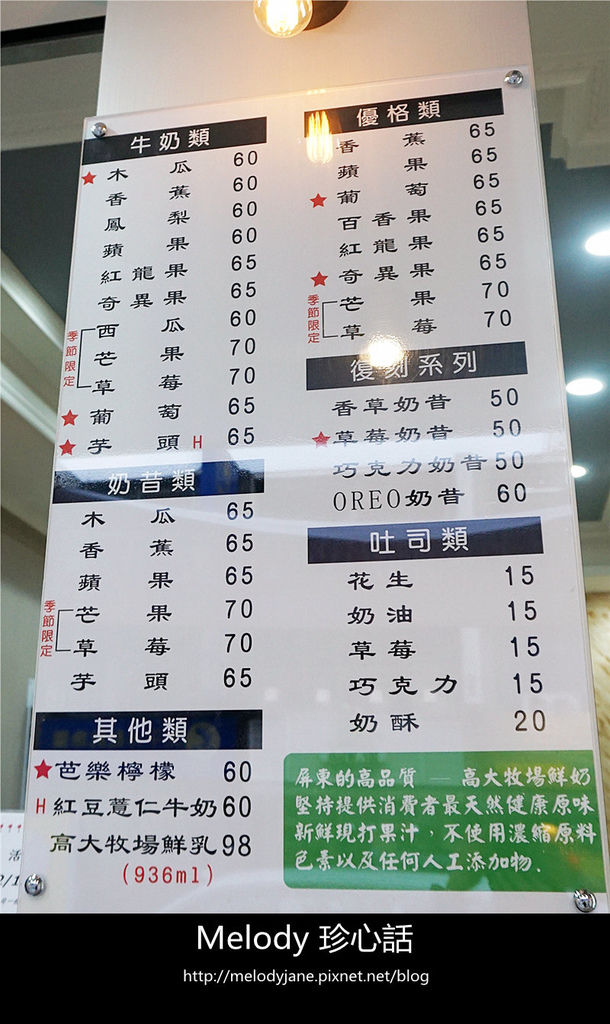 牛奶類
★木瓜 60
香蕉 60
鳳梨 60
蘋果 60
紅龍果 65
奇異果 65
季節限定
西瓜 60
芒果 70
草莓 70
★葡萄 65
★芋頭 H 65
奶昔類
木瓜 65
香蕉 65
蘋果 65
季節限定
芒果 70
草莓 70
芋頭 65
其他類
★芭樂檸檬 60
H紅豆薏仁牛奶 60
高大牧場鮮乳 98
(936ml)
優格類
香蕉 65
蘋果 65
★葡萄 65
百香果 65
紅龍果 65
★奇異果 65
季節限定
芒果 70
草莓 70
復刻系列
香草奶昔 50
★草莓奶昔 50
巧克力奶昔 50
OREO奶昔 60
吐司類
花生 15
奶油 15
草莓 15
巧克力 15
奶酥 20
屏東的高品質 — 高大牧場鮮奶
堅持提供消費者最天然健康原味
新鮮現打果汁，不使用濃縮原料
色素以及任何人工添加物.
活
Melody 珍心話
http://melodyjane.pixnet.net/blog